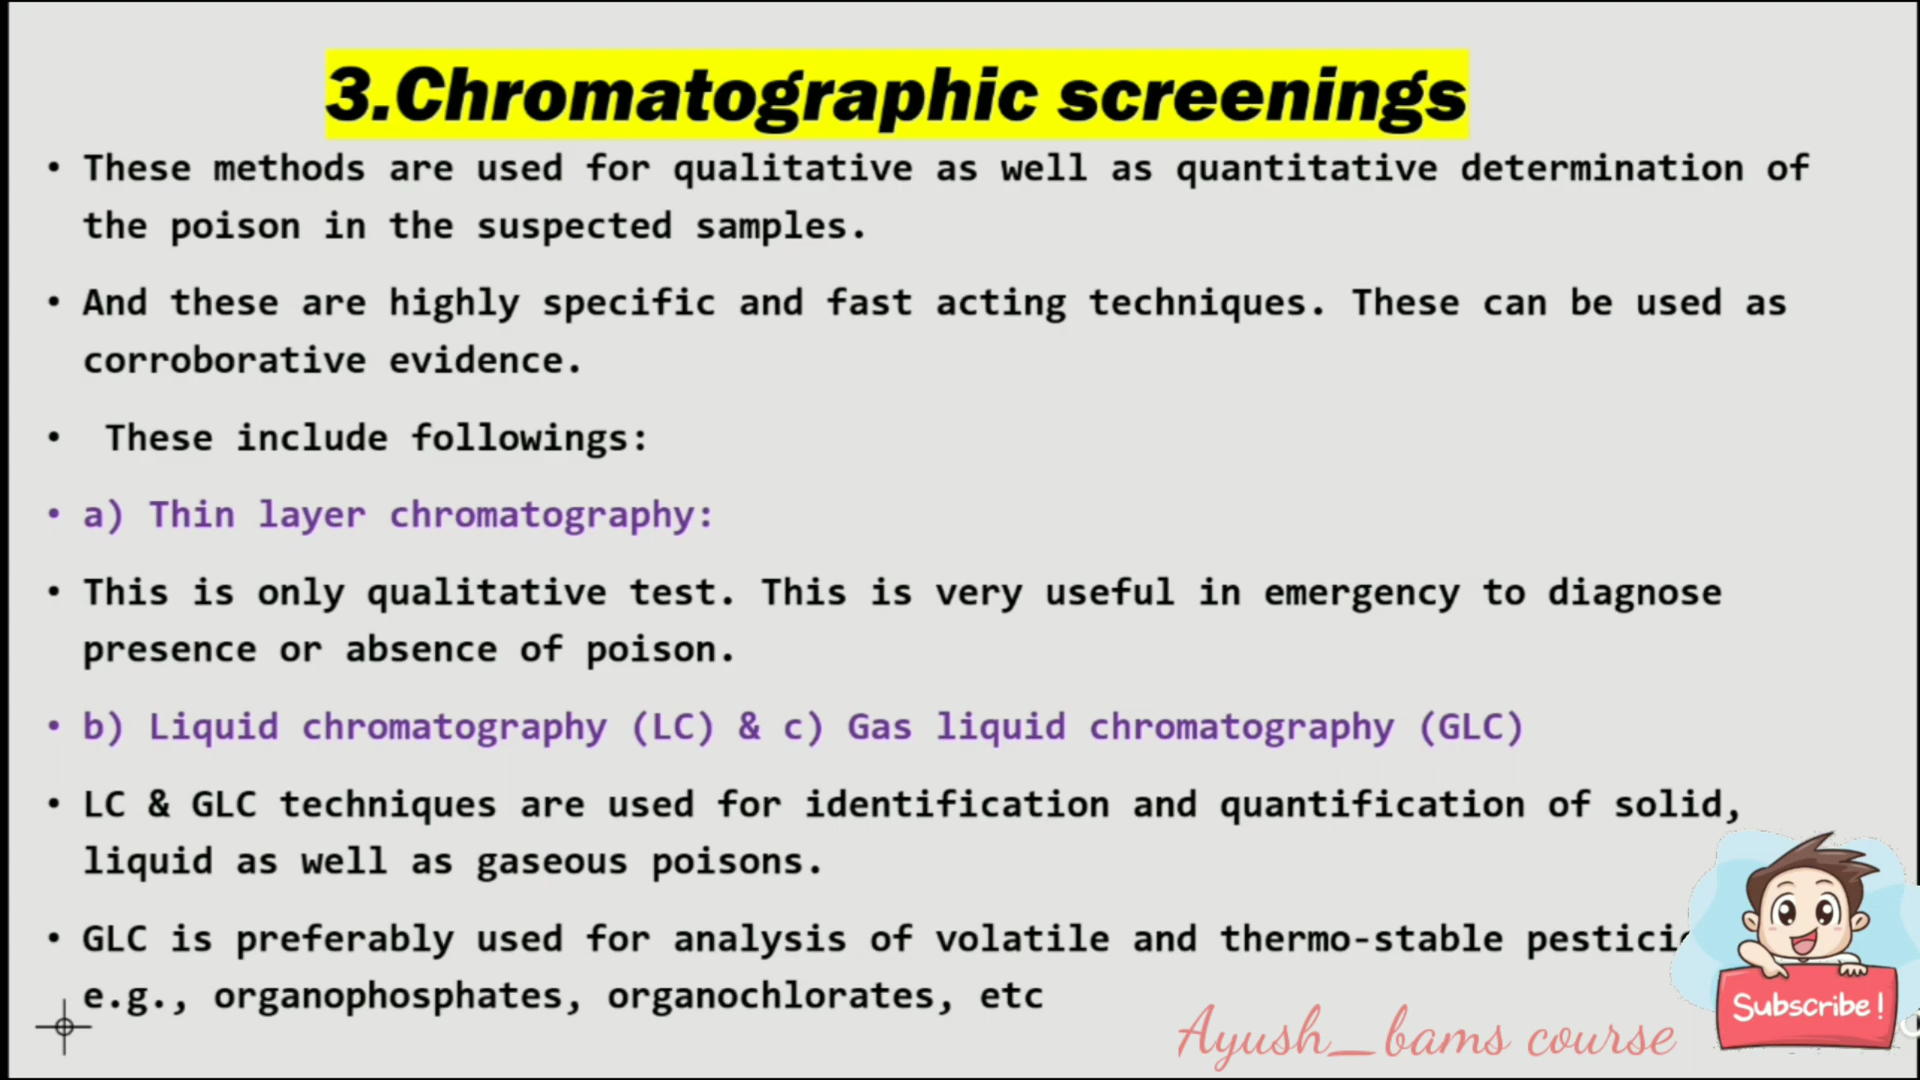 3.Chromatographic screenings
• These methods are used for qualitative as well as quantitative determination of
the poison in the suspected samples.
• And these are highly specific and fast acting techniques. These can be used as
corroborative evidence.
• These include followings:
• a) Thin layer chromatography:
• This is only qualitative test. This is very useful in emergency to diagnose
presence or absence of poison.
• b) Liquid chromatography (LC) & c) Gas liquid chromatography (GLC)
• LC & GLC techniques are used for identification and quantification of solid,
liquid as well as gaseous poisons.
• GLC is preferably used for analysis of volatile and thermo-stable
e.g., organophosphates, organochlorates, etc
Subscribe!
Ayush_bams course